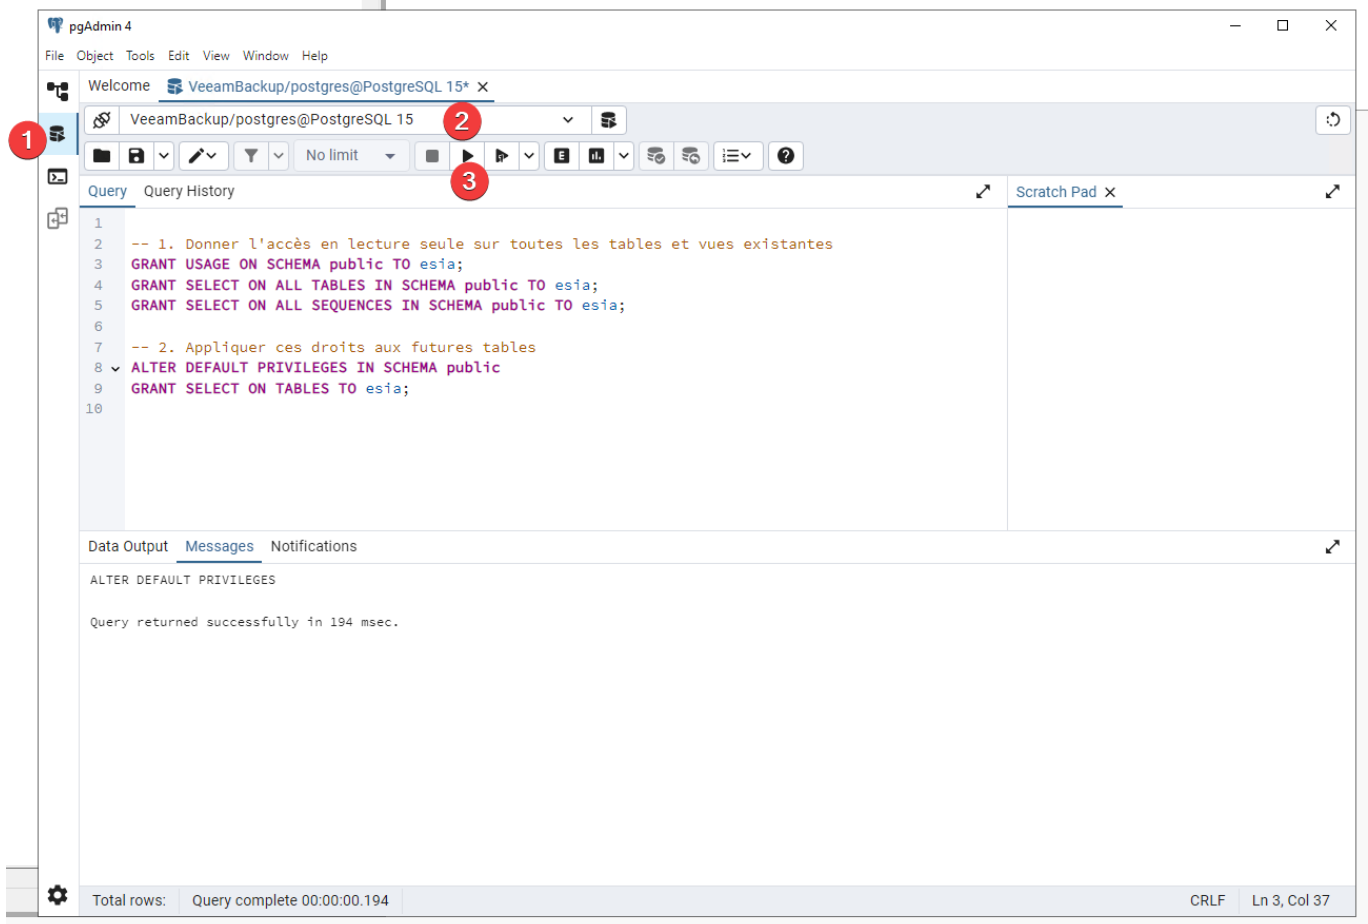 pgAdmin 4
File Object Tools Edit View Window Help
Welcome VeeamBackup/postgres@PostgreSQL 15*
1
VeeamBackup/postgres@PostgreSQL 15 2
No limit E
3
Query Query History Scratch Pad
1
2 -- 1. Donner l'accès en lecture seule sur toutes les tables et vues existantes
3 GRANT USAGE ON SCHEMA public TO esia;
4 GRANT SELECT ON ALL TABLES IN SCHEMA public TO esia;
5 GRANT SELECT ON ALL SEQUENCES IN SCHEMA public TO esia;
6
7 -- 2. Appliquer ces droits aux futures tables
8 ALTER DEFAULT PRIVILEGES IN SCHEMA public
9 GRANT SELECT ON TABLES TO esia;
10
Data Output Messages Notifications
ALTER DEFAULT PRIVILEGES
Query returned successfully in 194 msec.
Total rows: Query complete 00:00:00.194 CRLF Ln 3, Col 37